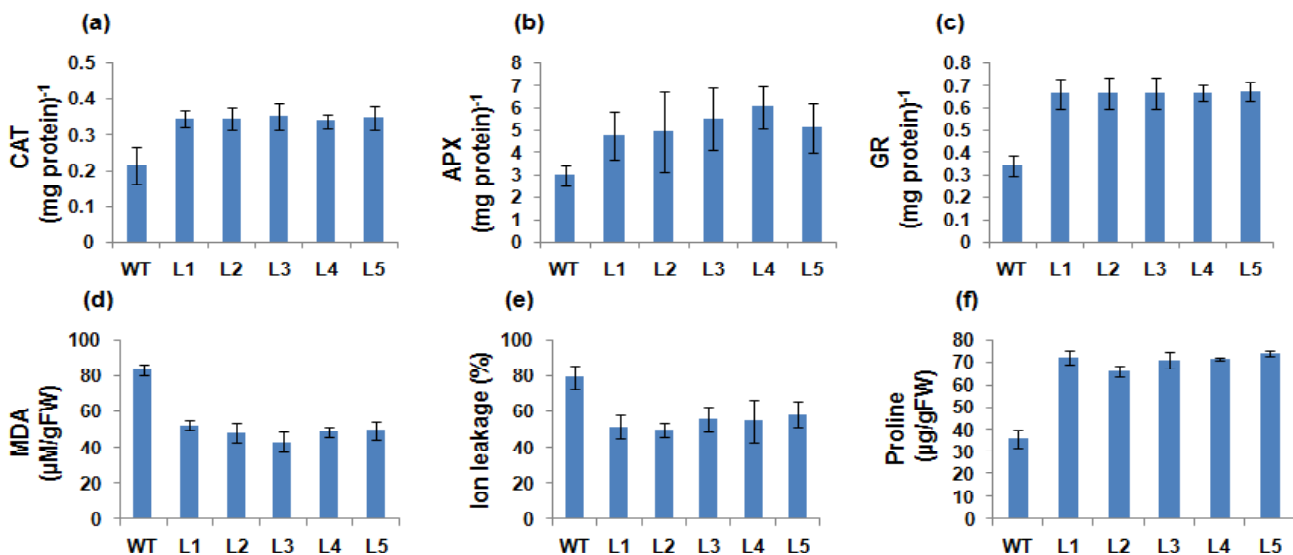 (a)
CAT
(mg protein)-1
0.5
0.4
0.3
0.2
0.1
0
WT L1 L2 L3 L4 L5
(b)
APX
(mg protein)-1
8
7
6
5
4
3
2
1
0
WT L1 L2 L3 L4 L5
(c)
GR
(mg protein)-1
0.8
0.7
0.6
0.5
0.4
0.3
0.2
0.1
0
WT L1 L2 L3 L4 L5
(d)
MDA
(µM/gFW)
100
80
60
40
20
0
WT L1 L2 L3 L4 L5
(e)
Ion leakage (%)
100
80
60
40
20
0
WT L1 L2 L3 L4 L5
(f)
Proline
(µg/gFW)
80
70
60
50
40
30
20
10
0
WT L1 L2 L3 L4 L5